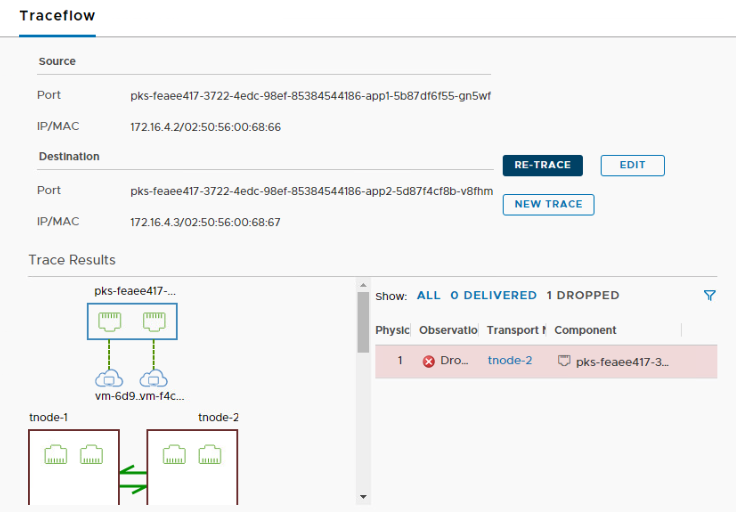 Traceflow
Source
Port pks-feaee417-3722-4edc-98ef-85384544186-app1-5b87df6f55-gn5wf
IP/MAC 172.16.4.2/02:50:56:00:68:66
Destination
RE-TRACE EDIT
Port pks-feaee417-3722-4edc-98ef-85384544186-app2-5d87f4cf8b-v8fhm
NEW TRACE
IP/MAC 172.16.4.3/02:50:56:00:68:67
Trace Results
pks-feaee417-...
vm-6d9..vm-f4c...
tnode-1 tnode-2
Show: ALL 0 DELIVERED 1 DROPPED
Physic Observatio Transport N Component
1 Dro... tnode-2 pks-feaee417-3...